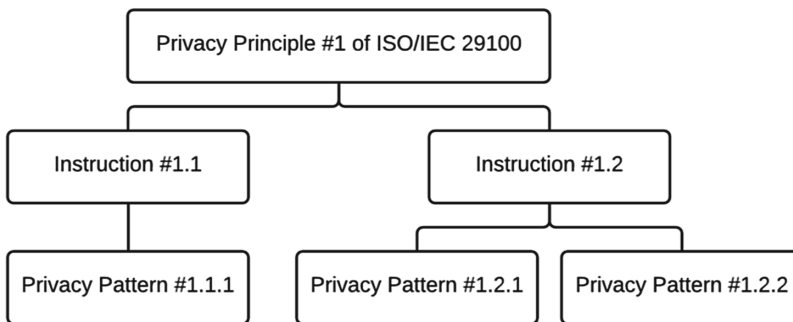 Privacy Principle #1 of ISO/IEC 29100
Instruction #1.1
Instruction #1.2
Privacy Pattern #1.1.1
Privacy Pattern #1.2.1
Privacy Pattern #1.2.2